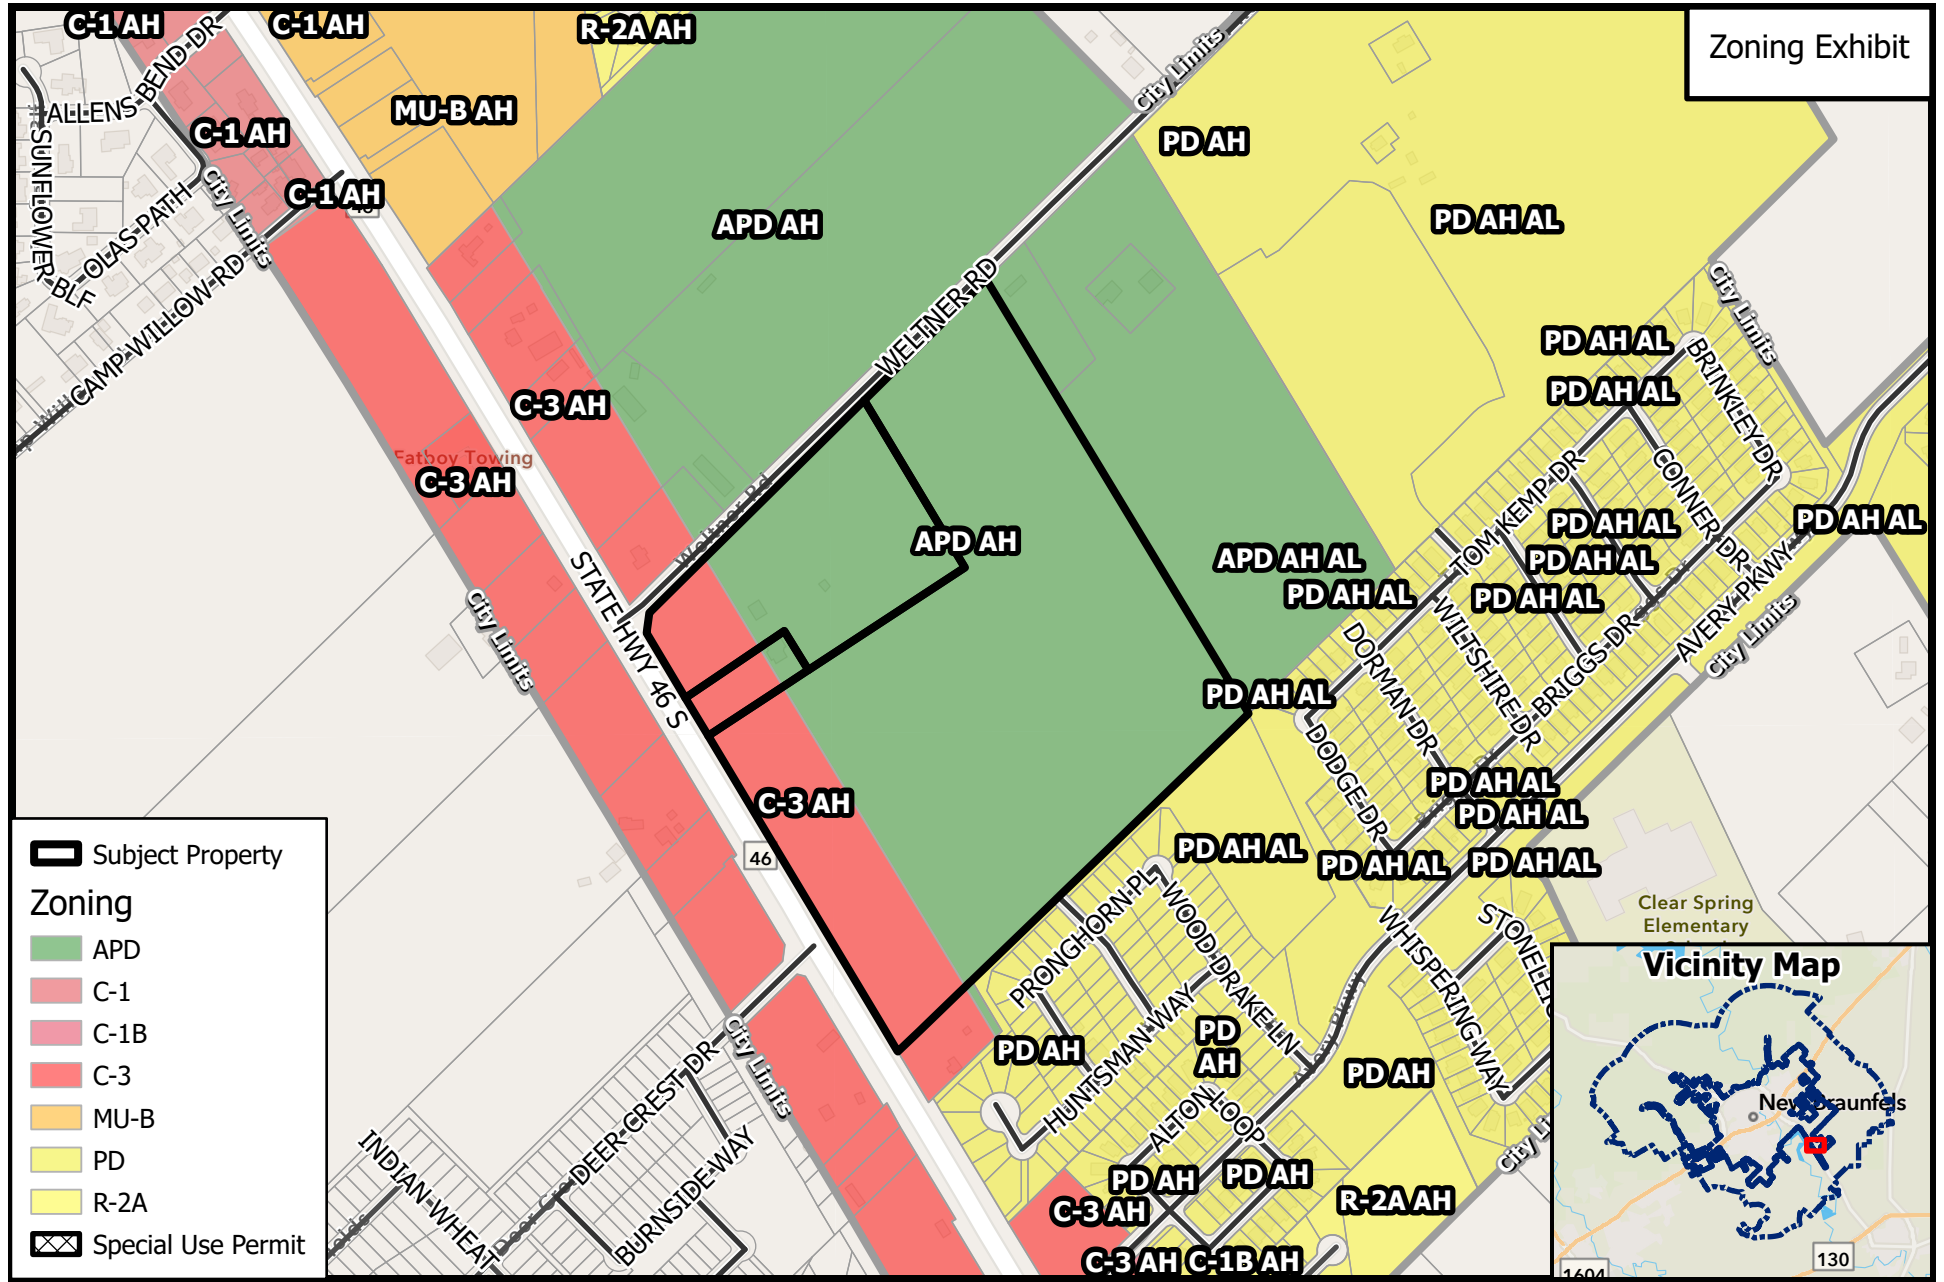 Zoning Exhibit
C-1 AH
C-1 AH
R-2A AH
ALLENS BEND DR
MU-B AH
C-1 AH
City Limits
PD AH
SUNFLOWER BLF
OLAS PATH
City Limits
C-1 AH
APD AH
PD AH AL
CAMP WILLOW RD
WELTNER RD
City Limits
PD AH AL
BRINKLEY DR
PD AH AL
C-3 AH
Fatboy Towing
C-3 AH
TOM KEMP DR
CONNER DR
PD AH AL
PD AH AL
Weltner Rd
APD AH
APD AH AL
PD AH AL
PD AH AL
PD AH AL
STATE HWY 46 S
City Limits
DORMAN DR
WILTSHIRE DR
BRIGGS DR
AVERY PKWY
City Limits
PD AH AL
DODGE DR
PD AH AL
C-3 AH
PD AH AL
46
PD AH AL
PD AH AL
PD AH AL
PRONGHORN PL
WOOD DRAKE LN
WHISPERING WAY
Clear Spring
Elementary
HUNTSMAN WAY
PD AH
PD
AH
Avery Pkwy
PD AH
City Limits
DEER CREST DR
INDIAN WHEAT
BURNSIDE WAY
ALTON LOOP
PD AH
PD AH
C-3 AH
R-2A AH
C-3 AH
C-1B AH
Subject Property
Zoning
APD
C-1
C-1B
C-3
MU-B
PD
R-2A
Special Use Permit
Vicinity Map
New Braunfels
130
1604